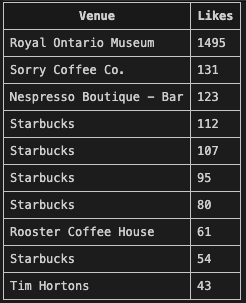 Venue Likes
Royal Ontario Museum 1495
Sorry Coffee Co. 131
Nespresso Boutique - Bar 123
Starbucks 112
Starbucks 107
Starbucks 95
Starbucks 80
Rooster Coffee House 61
Starbucks 54
Tim Hortons 43